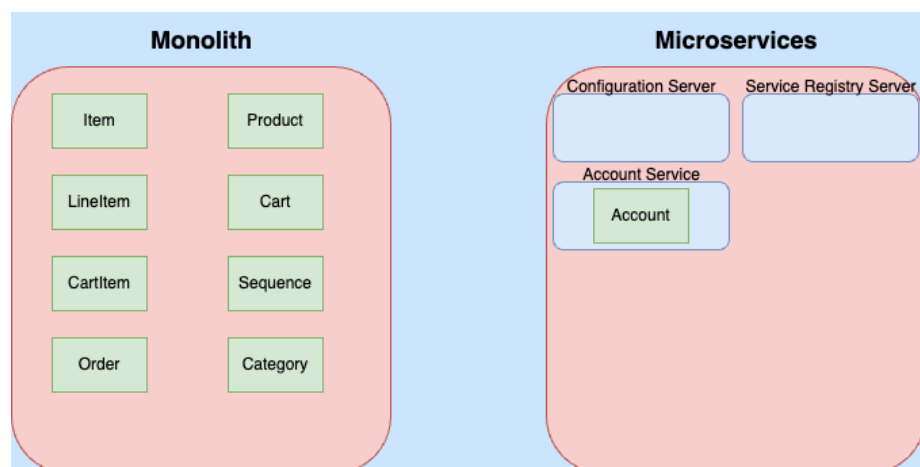 Monolith
Microservices
Item
Product
LineItem
Cart
CartItem
Sequence
Order
Category
Configuration Server
Service Registry Server
Account Service
Account